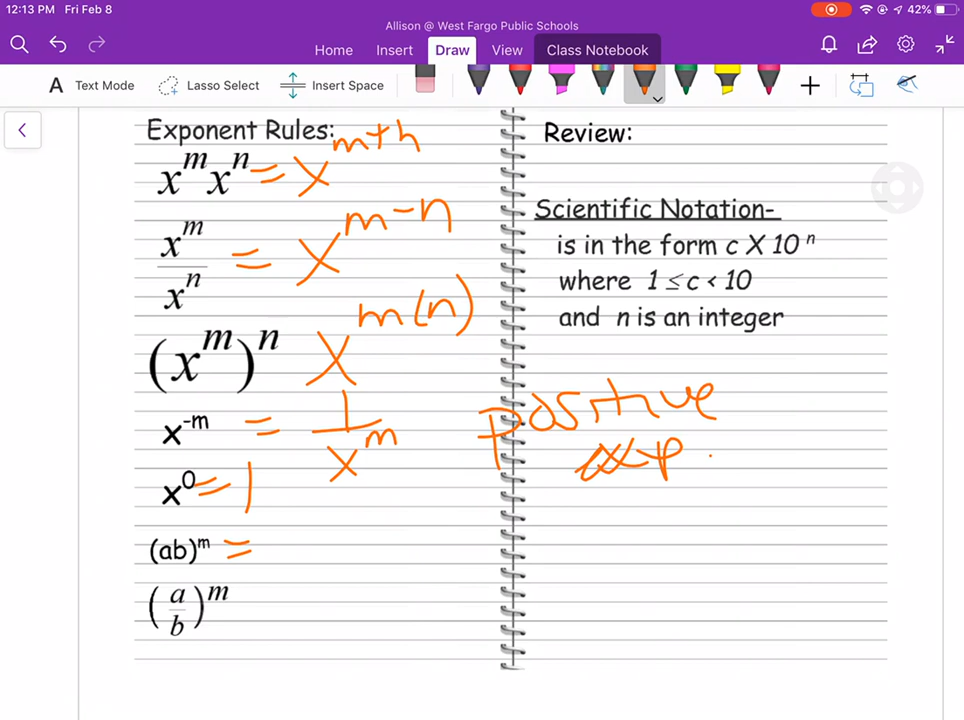 12:13 PM Fri Feb 8
42%
Allison @ West Fargo Public Schools
Home Insert Draw View Class Notebook
A Text Mode Lasso Select Insert Space
Exponent Rules:
x^m x^n = x^{m+n}
x^m / x^n = x^{m-n}
(x^m)^n x^{m(n)}
x^{-m} = 1/x^m
x^0 = 1
(ab)^m =
(a/b)^m
Review:
Scientific Notation-
is in the form c X 10^n
where 1 ≤ c < 10
and n is an integer
positive
exp.